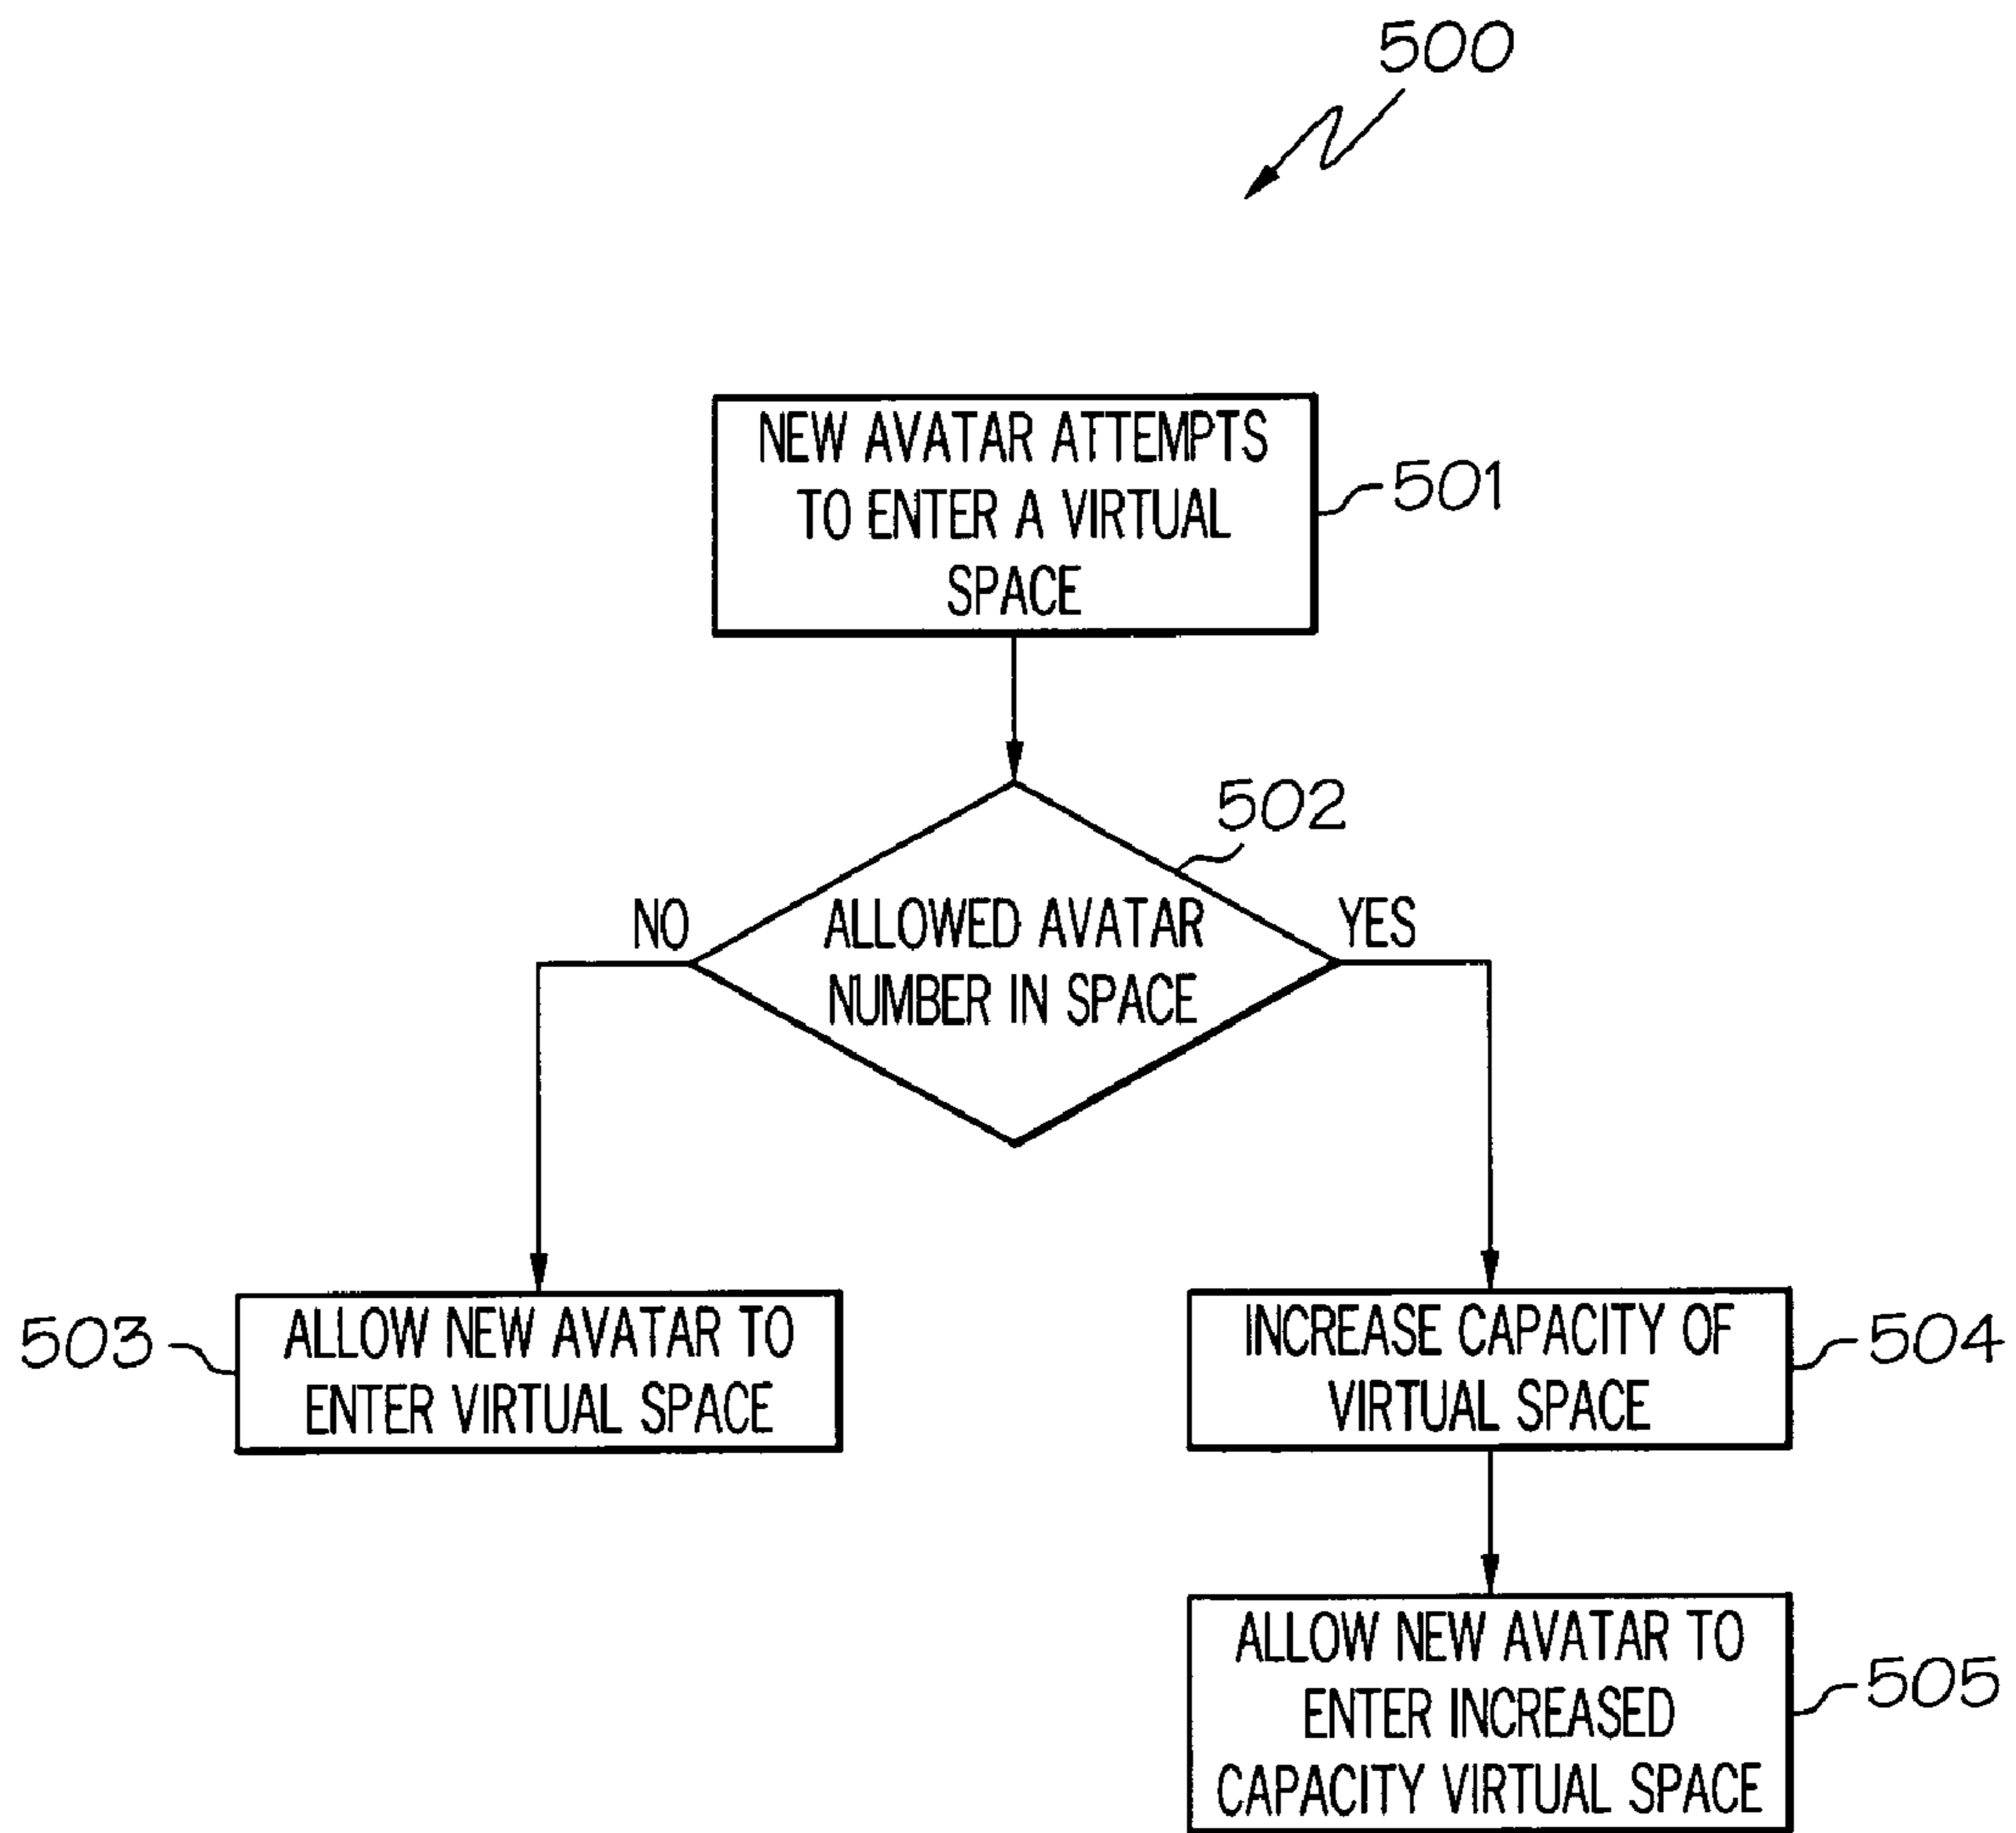 500
NEW AVATAR ATTEMPTS
TO ENTER A VIRTUAL
SPACE
501
502
NO
ALLOWED AVATAR
NUMBER IN SPACE
YES
503
ALLOW NEW AVATAR TO
ENTER VIRTUAL SPACE
INCREASE CAPACITY OF
VIRTUAL SPACE
504
ALLOW NEW AVATAR TO
ENTER INCREASED
CAPACITY VIRTUAL SPACE
505